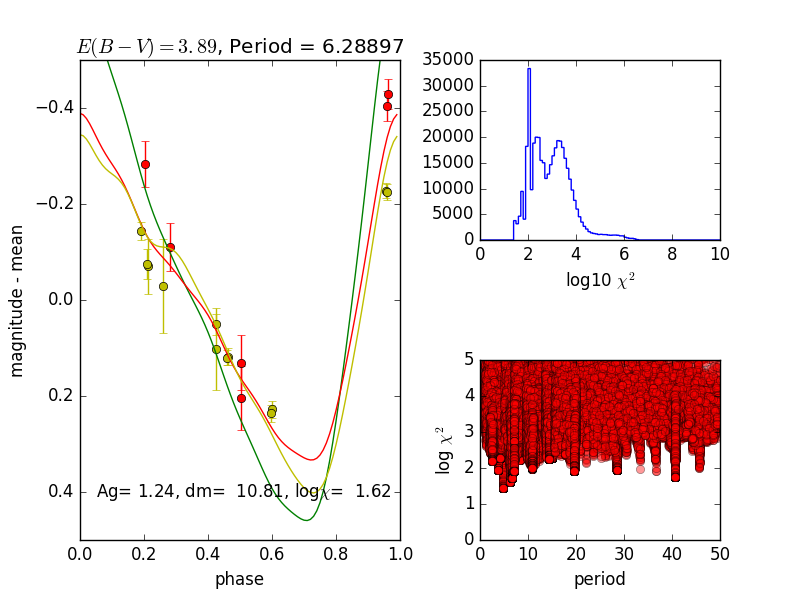 E(B − V) = 3.89, Period = 6.28897
−0.4
−0.2
0.0
0.2
0.4
magnitude - mean
Ag= 1.24, dm= 10.81, logχ= 1.62
0.0 0.2 0.4 0.6 0.8 1.0
phase
35000
30000
25000
20000
15000
10000
5000
0
0 2 4 6 8 10
log10 χ²
5
4
3
2
1
0
log χ²
0 10 20 30 40 50
period